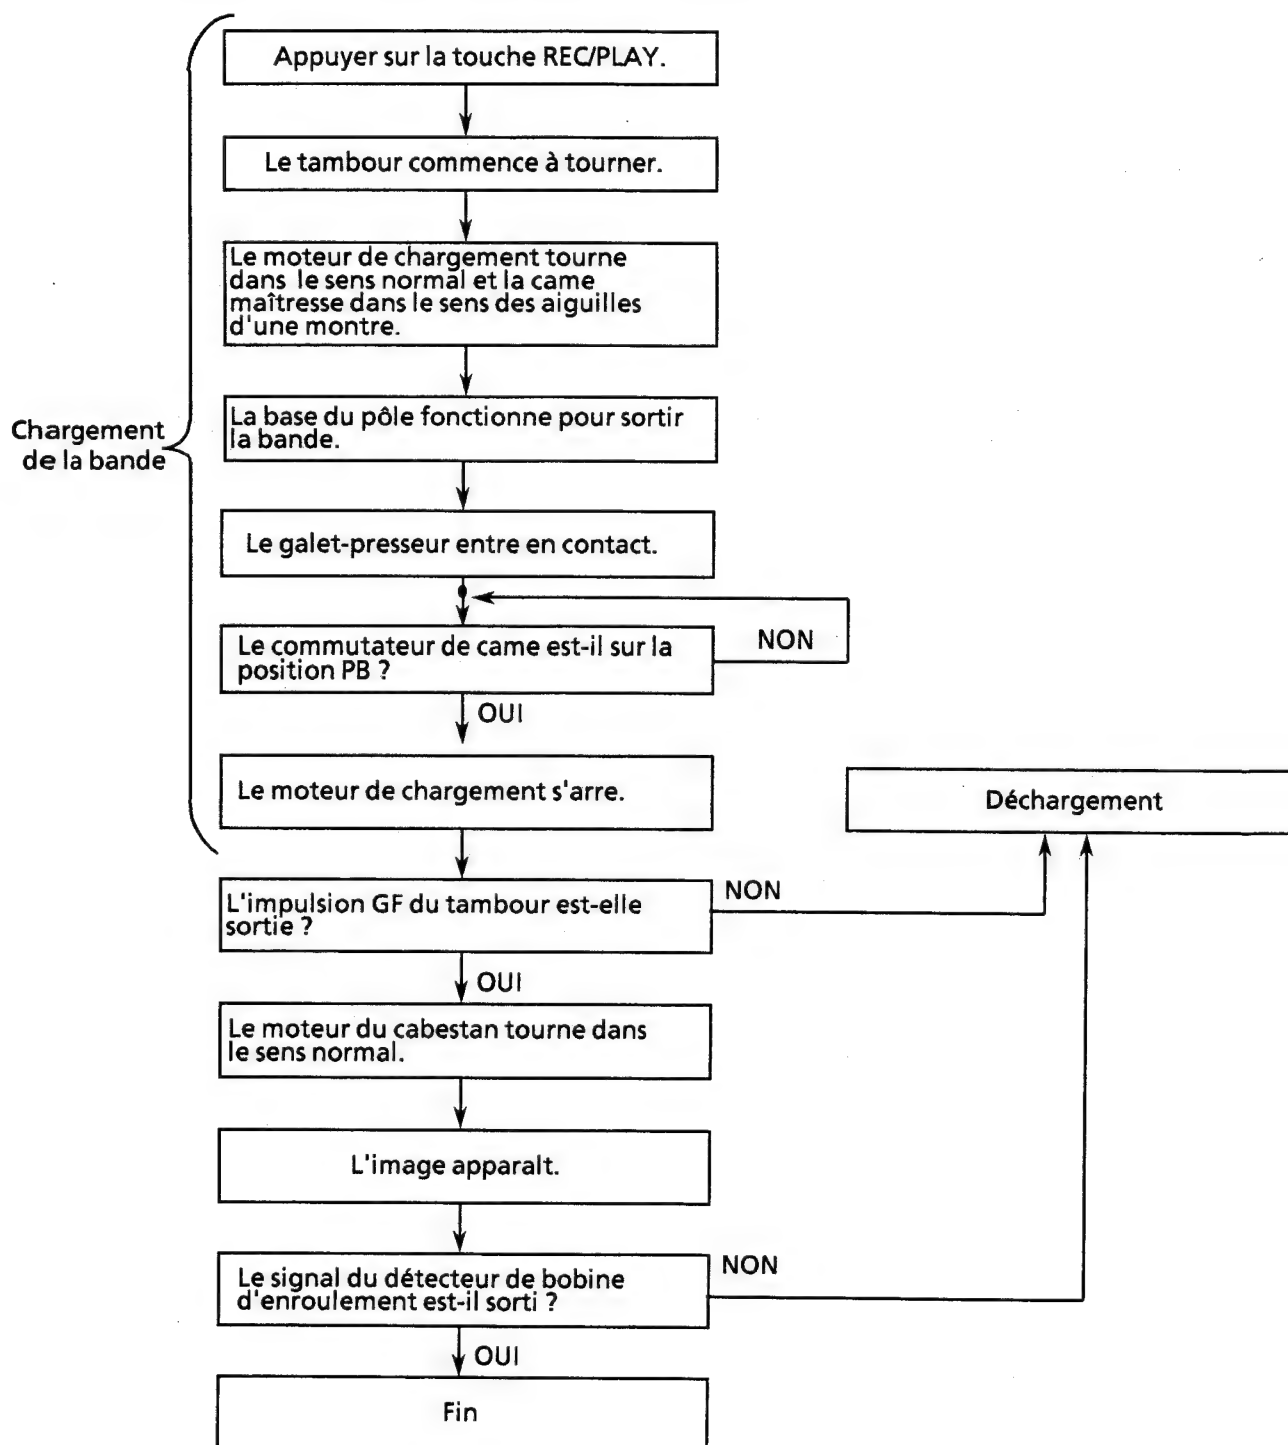 Appuyer sur la touche REC/PLAY.
Le tambour commence à tourner.
Le moteur de chargement tourne
dans le sens normal et la came
maîtresse dans le sens des aiguilles
d'une montre.
La base du pôle fonctionne pour sortir
la bande.
Chargement
de la bande
Le galet-presseur entre en contact.
Le commutateur de came est-il sur la
position PB ?
NON
OUI
Le moteur de chargement s'arre.
Déchargement
L'impulsion GF du tambour est-elle
sortie ?
NON
OUI
Le moteur du cabestan tourne dans
le sens normal.
L'image apparalt.
Le signal du détecteur de bobine
d'enroulement est-il sorti ?
NON
OUI
Fin